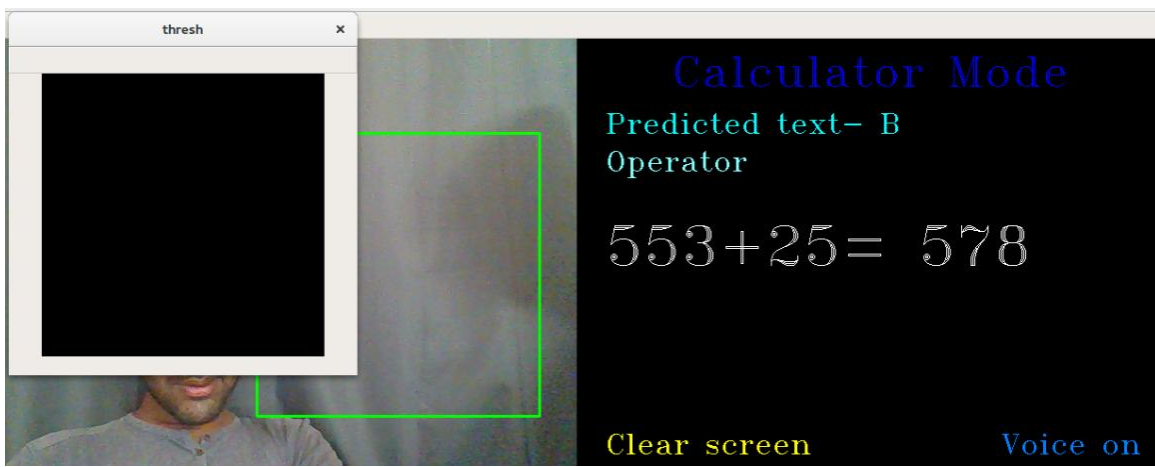 thresh ×
Calculator Mode
Predicted text- B
Operator
553+25= 578
Clear screen
Voice on